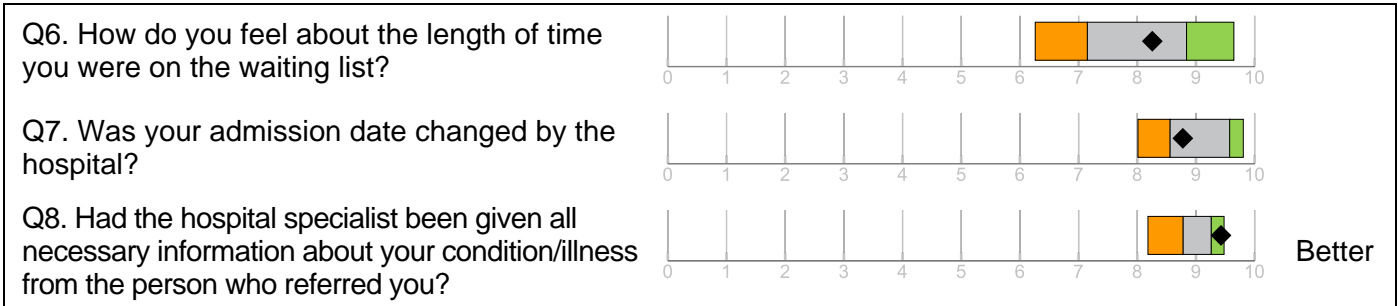 Q6. How do you feel about the length of time
you were on the waiting list?
0 1 2 3 4 5 6 7 8 9 10
Q7. Was your admission date changed by the
hospital?
0 1 2 3 4 5 6 7 8 9 10
Q8. Had the hospital specialist been given all
necessary information about your condition/illness
from the person who referred you?
0 1 2 3 4 5 6 7 8 9 10
Better